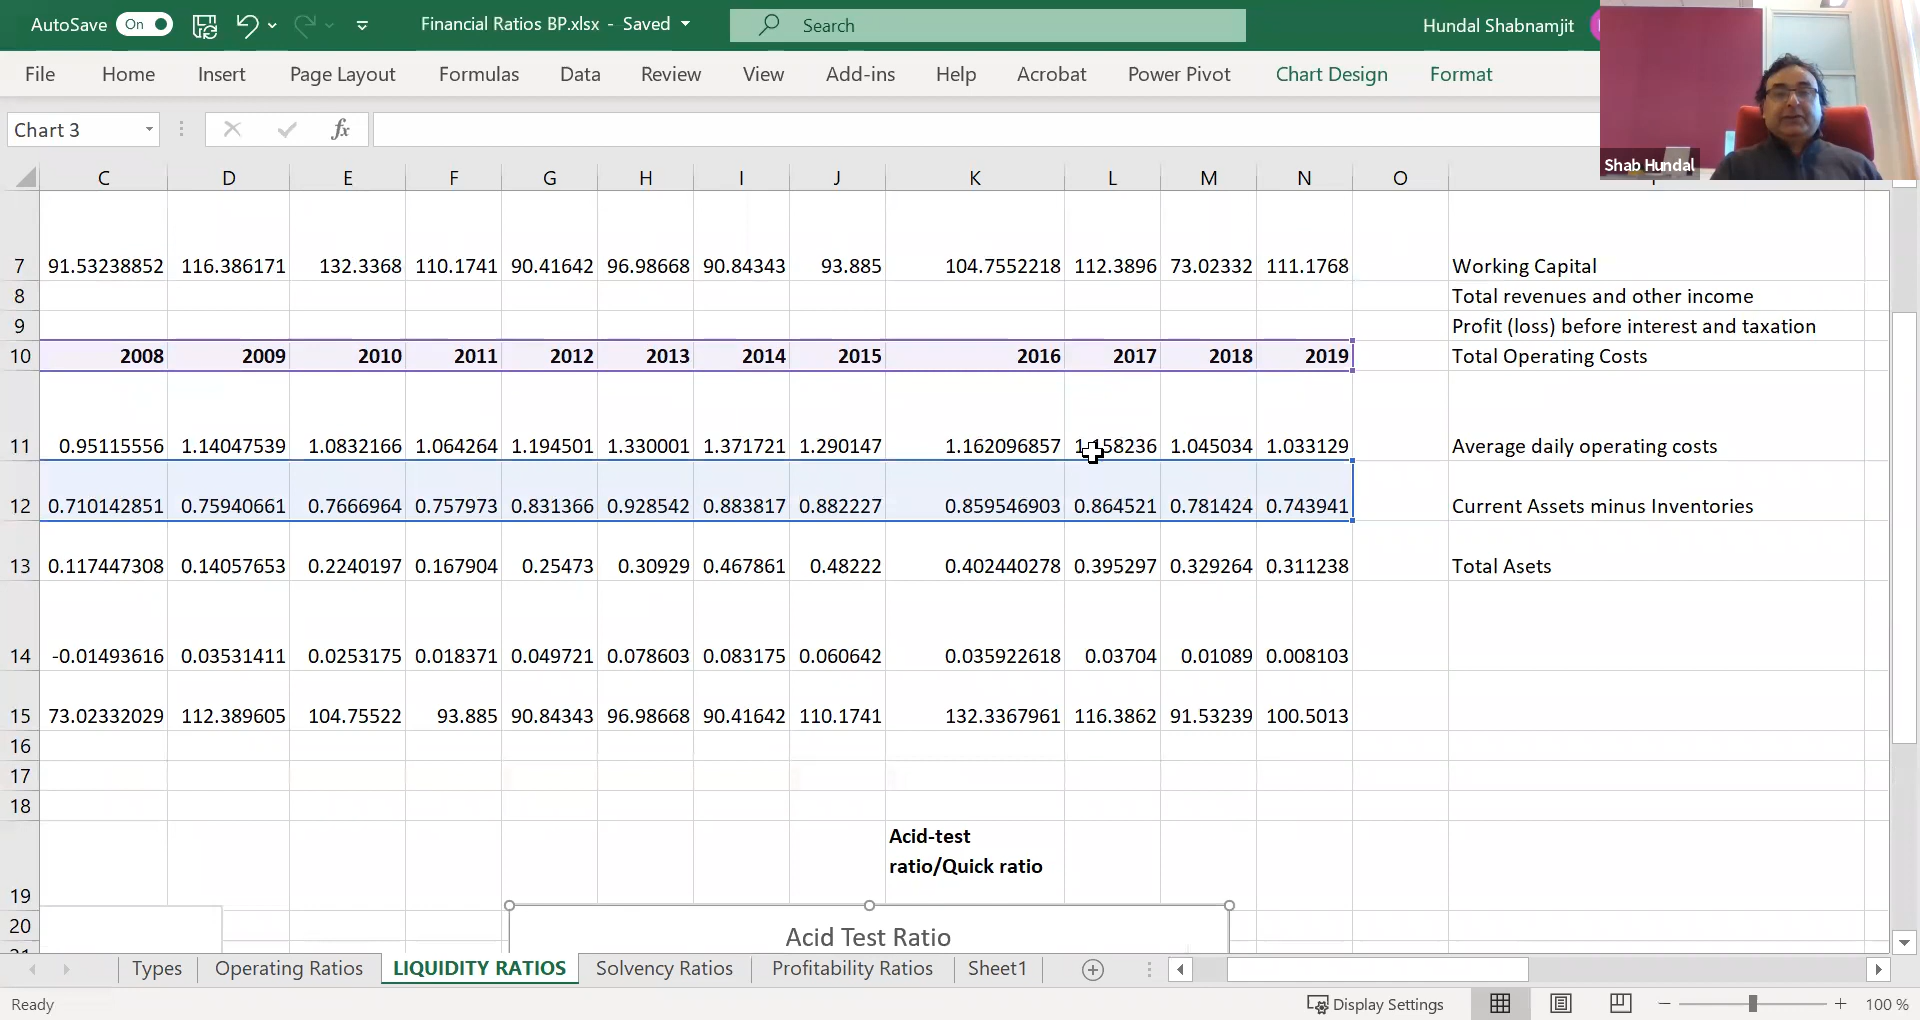 AutoSave On Financial Ratios BP.xlsx - Saved Search Hundal Shabnamjit
File Home Insert Page Layout Formulas Data Review View Add-ins Help Acrobat Power Pivot Chart Design Format
Chart 3 fx
Shab Hundal
C D E F G H I J K L M N O
7 91.53238852 116.386171 132.3368 110.1741 90.41642 96.98668 90.84343 93.885 104.7552218 112.3896 73.02332 111.1768 Working Capital
8 Total revenues and other income
9 Profit (loss) before interest and taxation
10 2008 2009 2010 2011 2012 2013 2014 2015 2016 2017 2018 2019 Total Operating Costs
11 0.95115556 1.14047539 1.0832166 1.064264 1.194501 1.330001 1.371721 1.290147 1.162096857 1.158236 1.045034 1.033129 Average daily operating costs
12 0.710142851 0.75940661 0.7666964 0.757973 0.831366 0.928542 0.883817 0.882227 0.859546903 0.864521 0.781424 0.743941 Current Assets minus Inventories
13 0.117447308 0.14057653 0.2240197 0.167904 0.25473 0.30929 0.467861 0.48222 0.402440278 0.395297 0.329264 0.311238 Total Asets
14 -0.01493616 0.03531411 0.0253175 0.018371 0.049721 0.078603 0.083175 0.060642 0.035922618 0.03704 0.01089 0.008103
15 73.02332029 112.389605 104.75522 93.885 90.84343 96.98668 90.41642 110.1741 132.3367961 116.3862 91.53239 100.5013
16
17
18
Acid-test
ratio/Quick ratio
19
20
Acid Test Ratio
Types Operating Ratios LIQUIDITY RATIOS Solvency Ratios Profitability Ratios Sheet1
Ready Display Settings 100 %